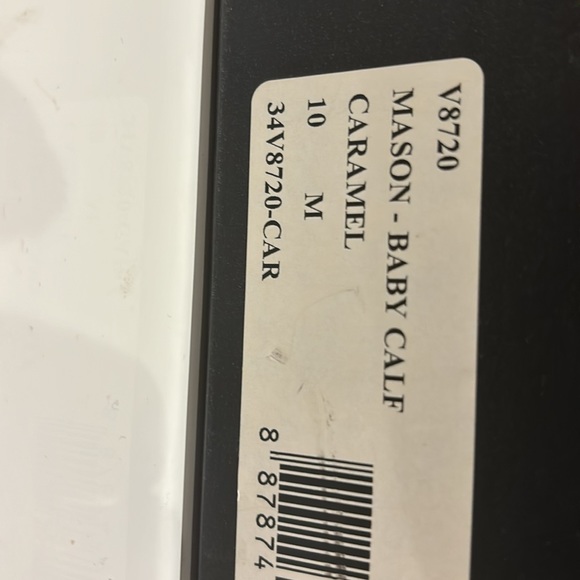 V8720
MASON - BABY CALF
CARAMEL
10 M
34V8720-CAR
8 87874